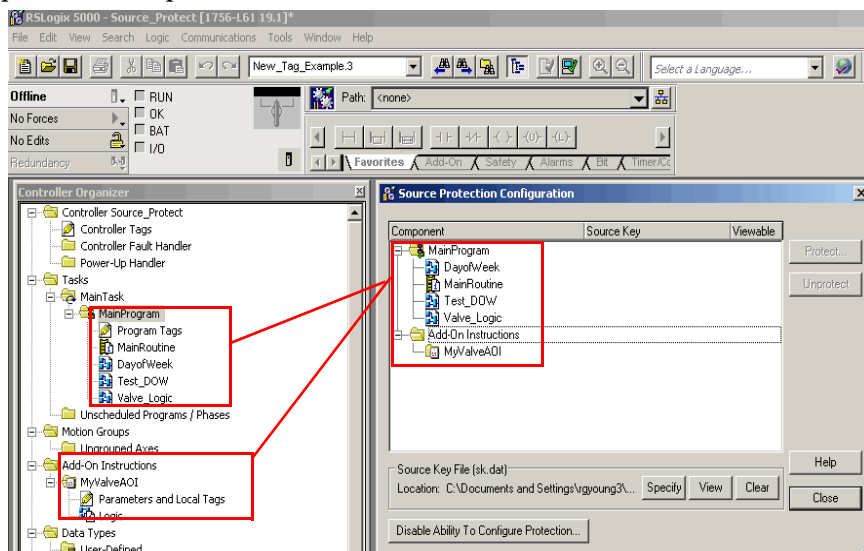 RSLogix 5000 - Source_Protect [1756-L61 19.1]*
File Edit View Search Logic Communications Tools Window Help
New_Tag_Example.3
Select a Language...
Offline
RUN
Path: <none>
No Forces
OK
No Edits
BAT
I/O
Redundancy
Favorites Add-On Safety Alarms Bit Timer/Cc
Controller Organizer
Controller Source_Protect
Controller Tags
Controller Fault Handler
Power-Up Handler
Tasks
MainTask
MainProgram
Program Tags
MainRoutine
DayofWeek
Test_DOW
Valve_Logic
Unscheduled Programs / Phases
Motion Groups
Ungrouped Axes
Add-On Instructions
MyValveAOI
Parameters and Local Tags
Logic
Data Types
User-Defined
Source Protection Configuration
Component Source Key Viewable
MainProgram
DayofWeek
MainRoutine
Test_DOW
Valve_Logic
Add-On Instructions
MyValveAOI
Protect...
Unprotect
Source Key File (sk.dat)
Location: C:\Documents and Settings\rgyoung3\... Specify View Clear
Help
Close
Disable Ability To Configure Protection...